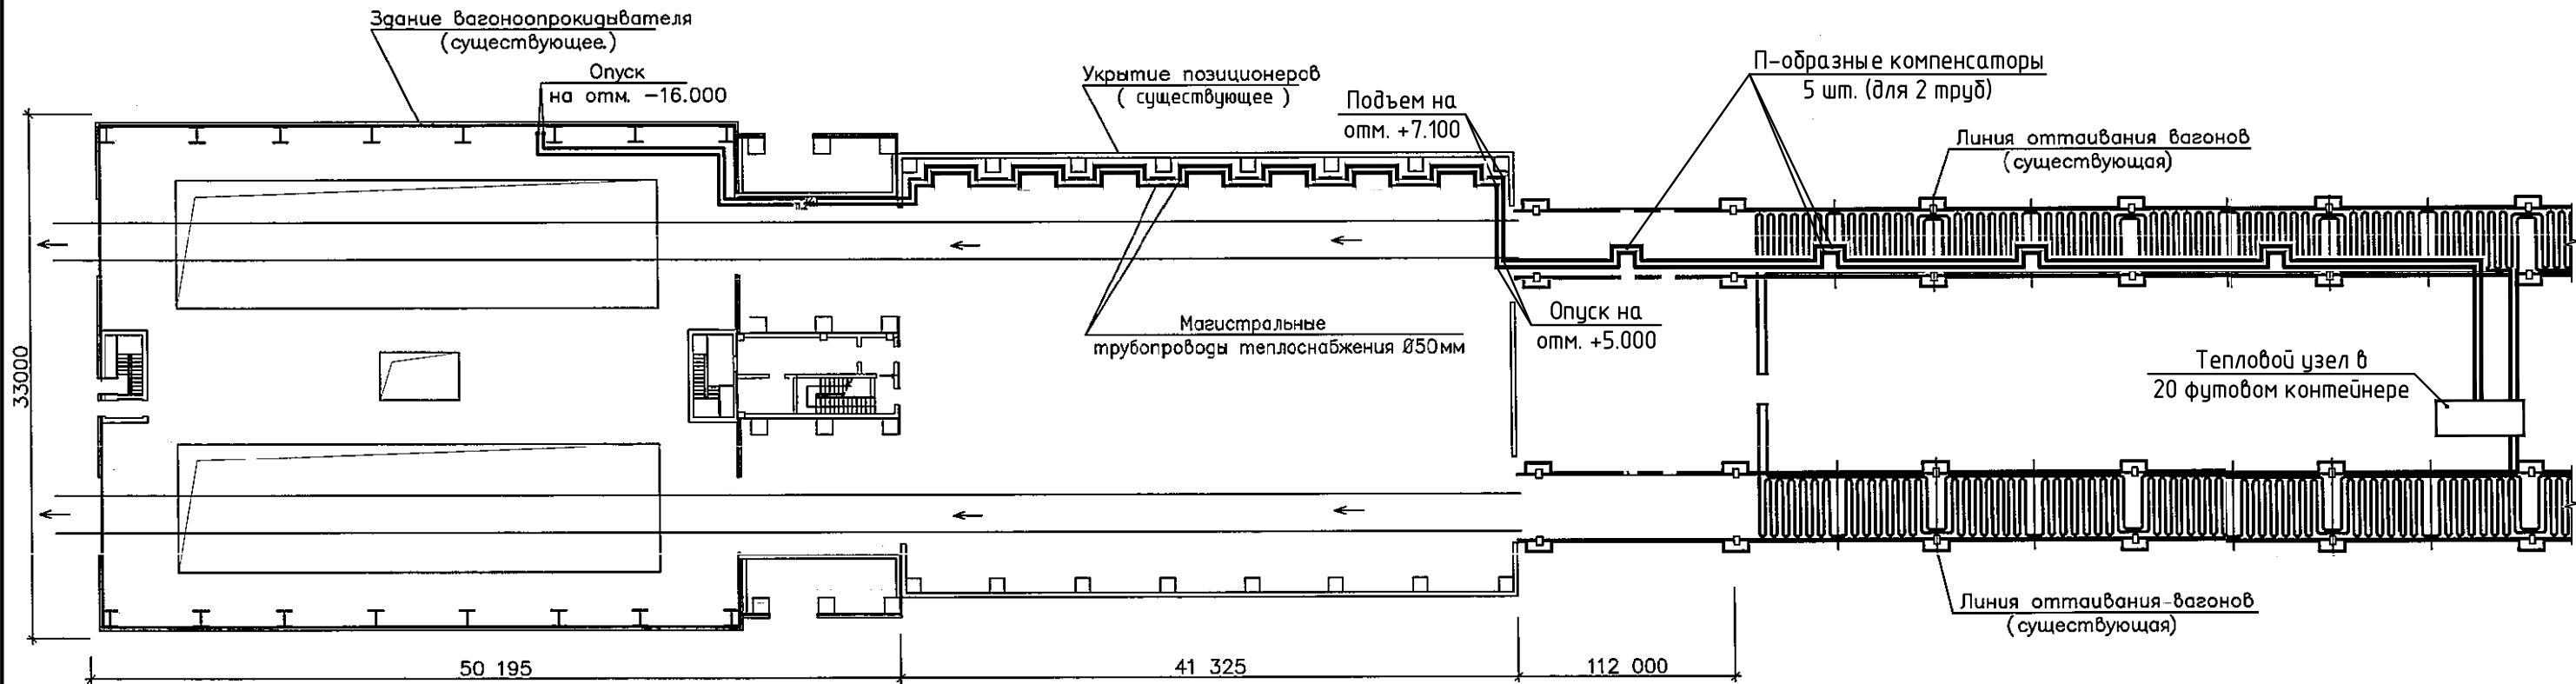 Здание вагоноопрокидывателя
(существующее)
Опуск
на отм. -16.000
Укрытие позиционеров
( существующее )
Подъем на
отм. +7.100
П-образные компенсаторы
5 шт. (для 2 труб)
Линия оттаивания вагонов
(существующая)
33000
Магистральные
трубопроводы теплоснабжения Ø50мм
Опуск на
отм. +5.000
Тепловой узел в
20 футовом контейнере
Линия оттаивания вагонов
(существующая)
50 195
41 325
112 000